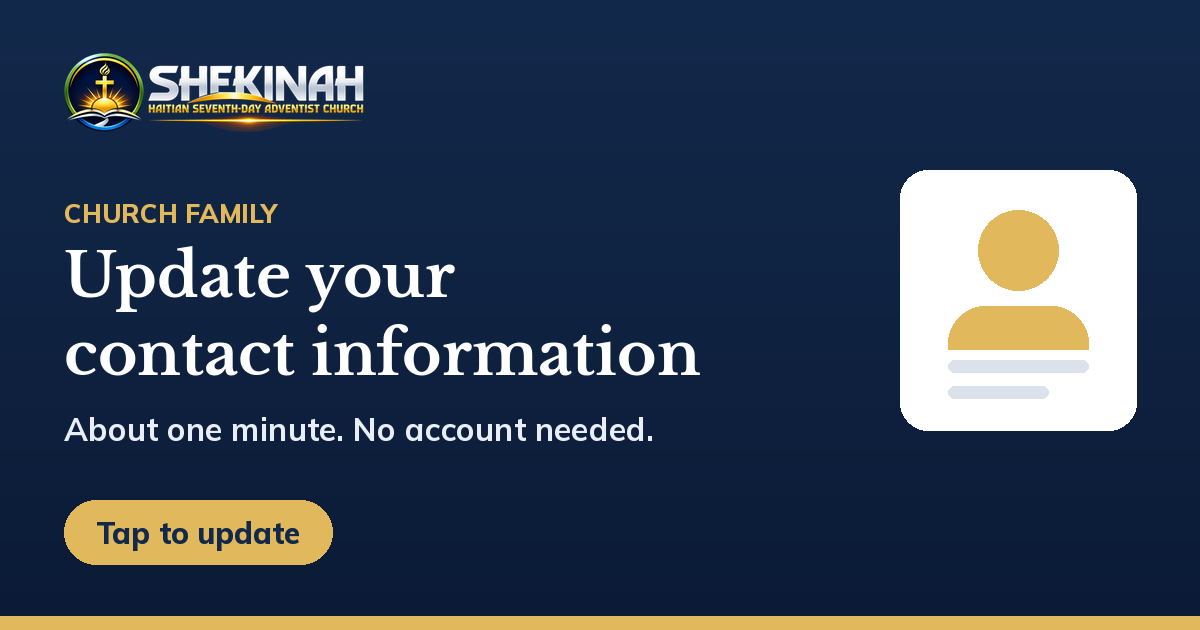 SHEKINAH
HAITIAN SEVENTH-DAY ADVENTIST CHURCH
CHURCH FAMILY
Update your
contact information
About one minute. No account needed.
Tap to update